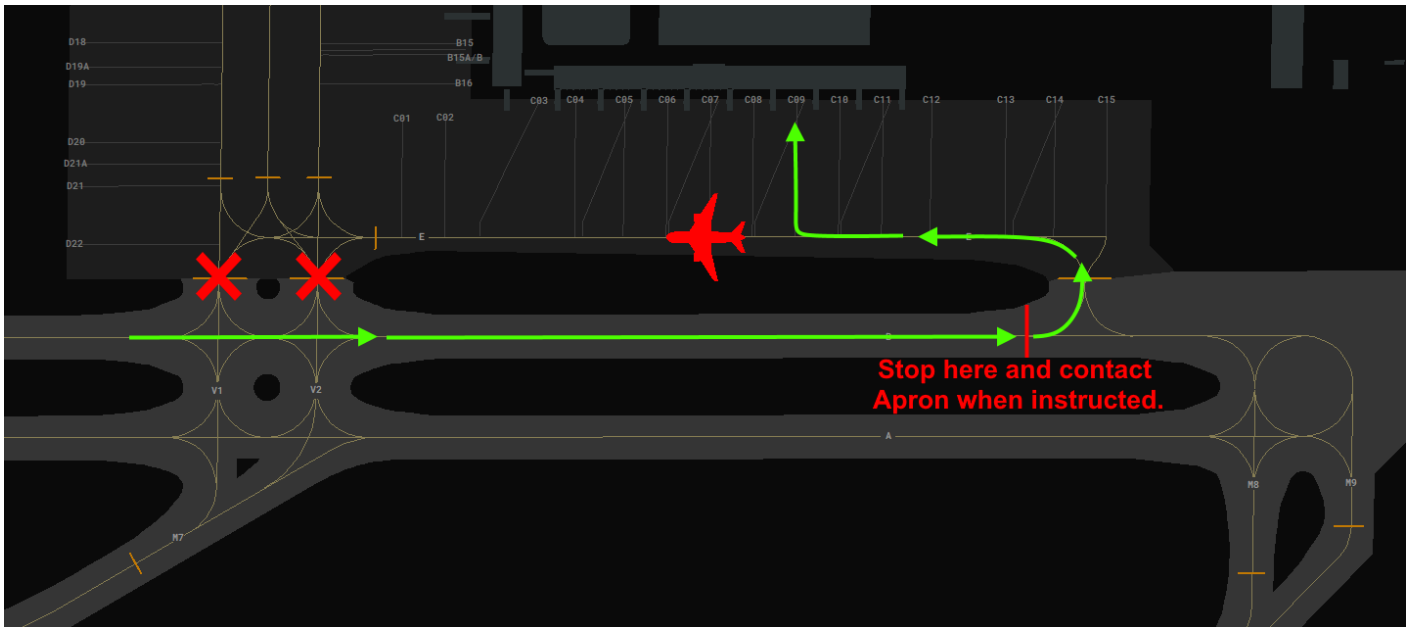 D18
D19A
D19
B15
B15A/B
B16
C01
C02
C03
C04
C05
C06
C07
C08
C09
C10
C11
C12
C13
C14
C15
D20
D21A
D21
D22
E
E
B
Stop here and contact
Apron when instructed.
V1
V2
A
M7
M8
M9